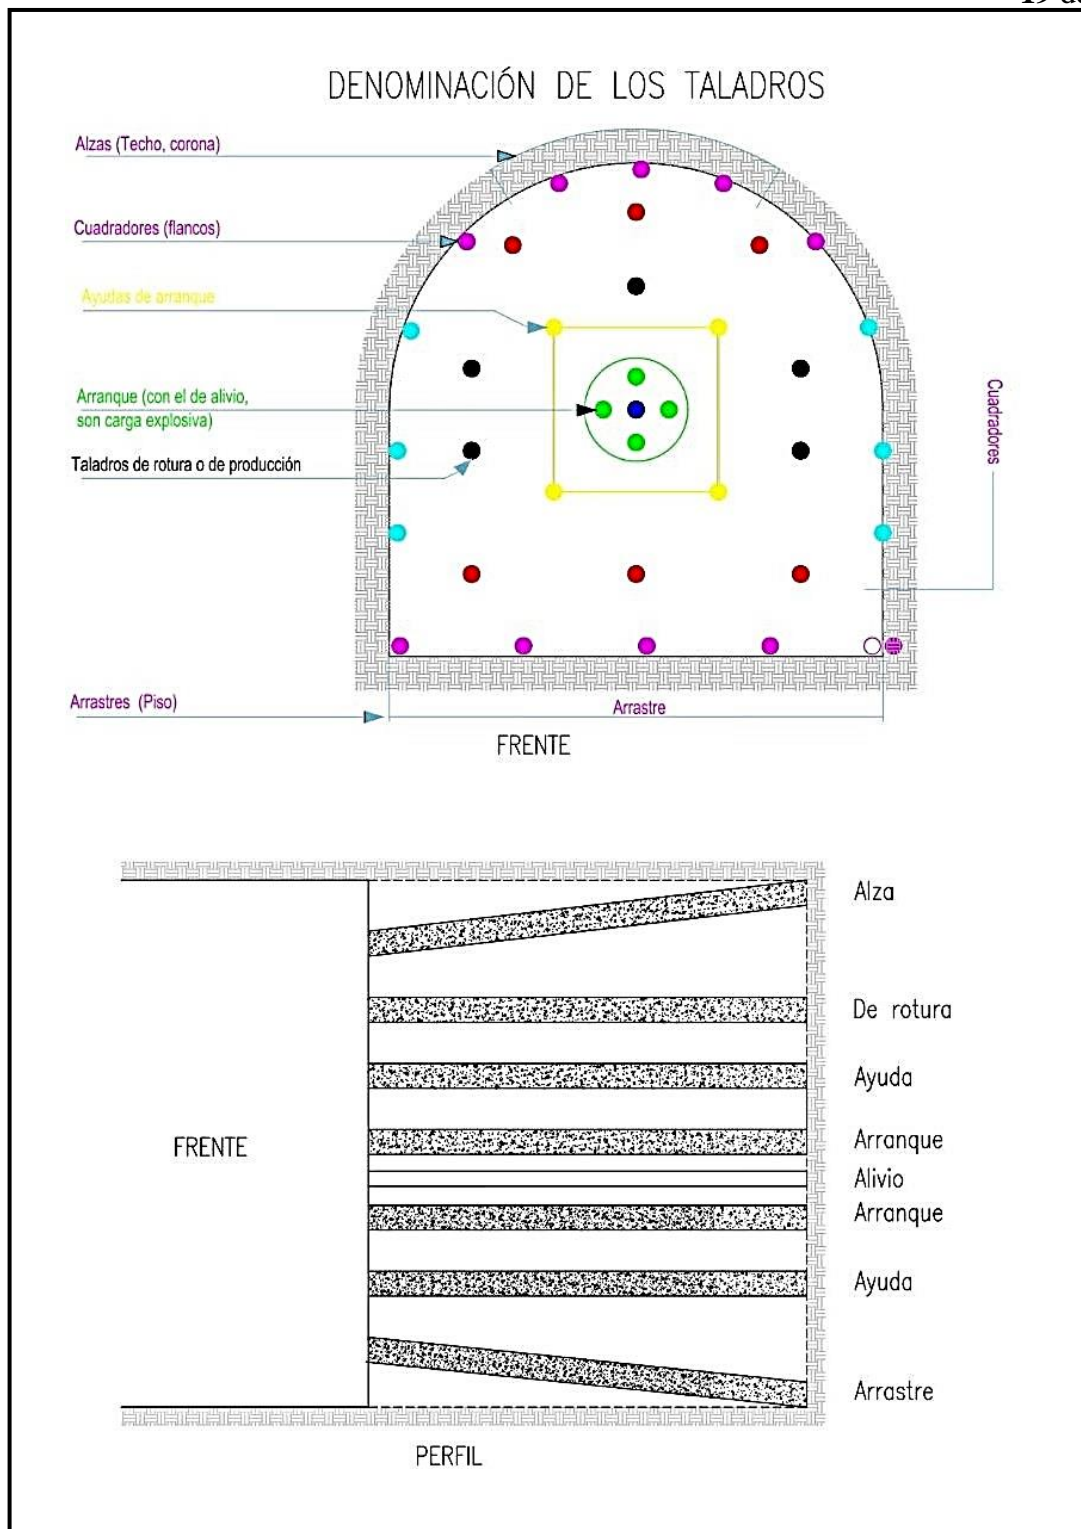 DENOMINACIÓN DE LOS TALADROS
Alzas (Techo, corona)
Cuadradores (flancos)
Ayudas de arranque
Arranque (con el de alivio,
son carga explosiva)
Taladros de rotura o de producción
Cuadradores
Arrastres (Piso)
Arrastre
FRENTE
Alza
De rotura
Ayuda
FRENTE
Arranque
Alivio
Arranque
Ayuda
Arrastre
PERFIL